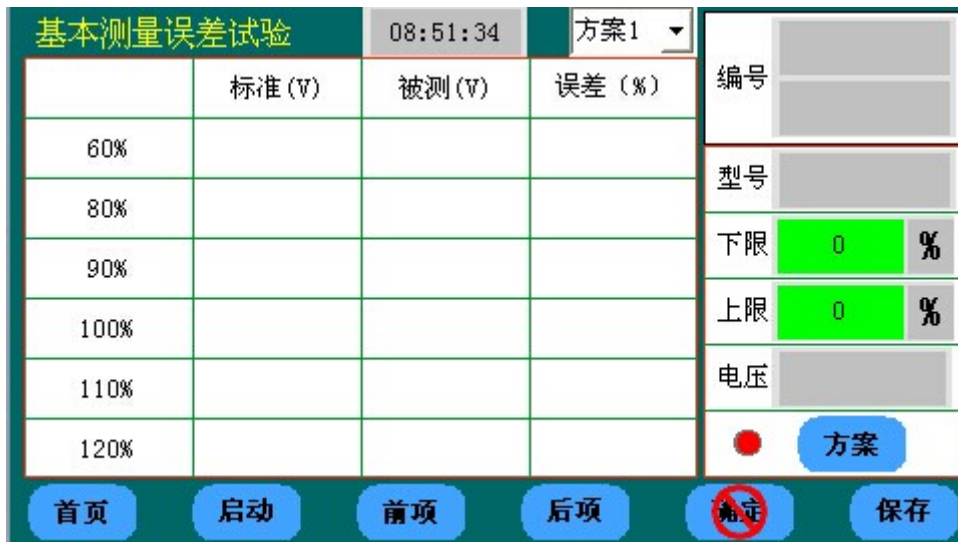 基本测量误差试验 08:51:34 方案1
标准(V) 被测(V) 误差(%)
60%
80%
90%
100%
110%
120%
编号
型号
下限 0 %
上限 0 %
电压
方案
首页 启动 前项 后项 确定 保存